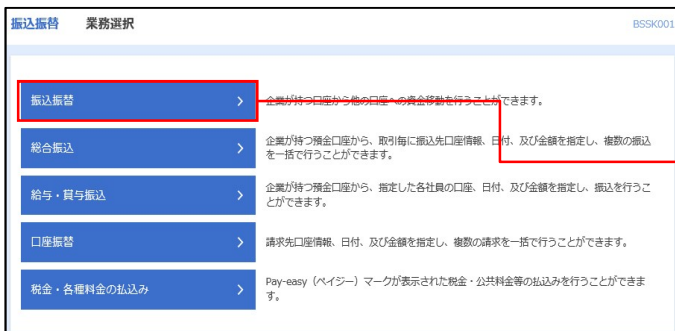 振込振替 業務選択 BSSK001
振込振替 企業が持つ口座から他の口座への資金移動を行うことができます。
総合振込 企業が持つ預金口座から、取引毎に振込先口座情報、日付、及び金額を指定し、複数の振込
を一括で行うことができます。
給与・賞与振込 企業が持つ預金口座から、指定した各社員の口座、日付、及び金額を指定し、振込を行うこ
とができます。
口座振替 請求先口座情報、日付、及び金額を指定し、複数の請求を一括で行うことができます。
税金・各種料金の払込み Pay-easy（ペイジー）マークが表示された税金・公共料金等の払込みを行うことができま
す。